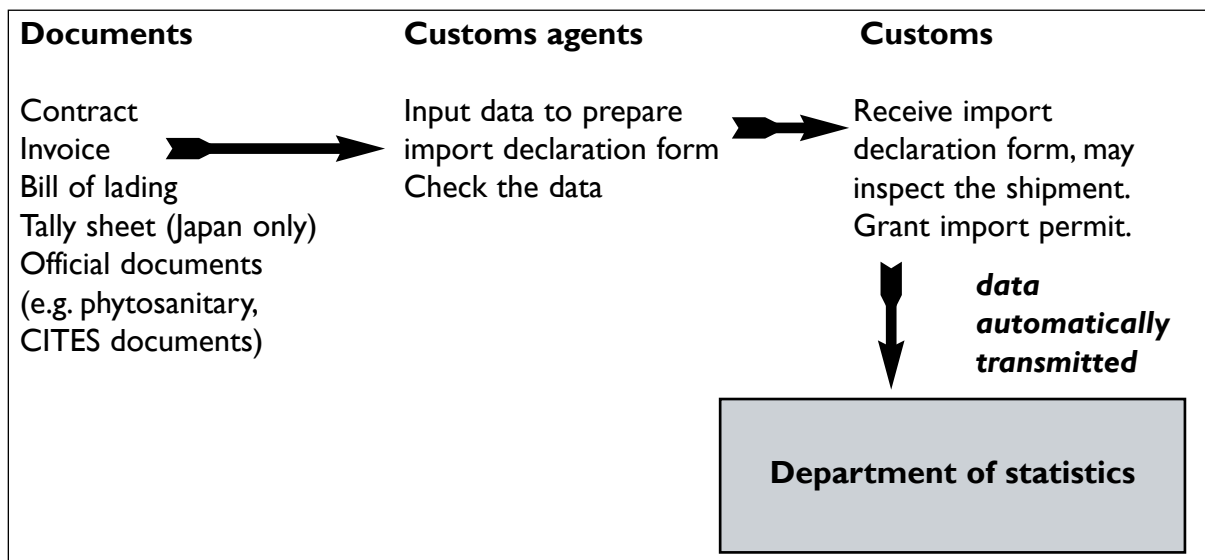 Documents
Contract
Invoice
Bill of lading
Tally sheet (Japan only)
Official documents
(e.g. phytosanitary,
CITES documents)
Customs agents
Input data to prepare
import declaration form
Check the data
Customs
Receive import
declaration form, may
inspect the shipment.
Grant import permit.
data
automatically
transmitted
Department of statistics